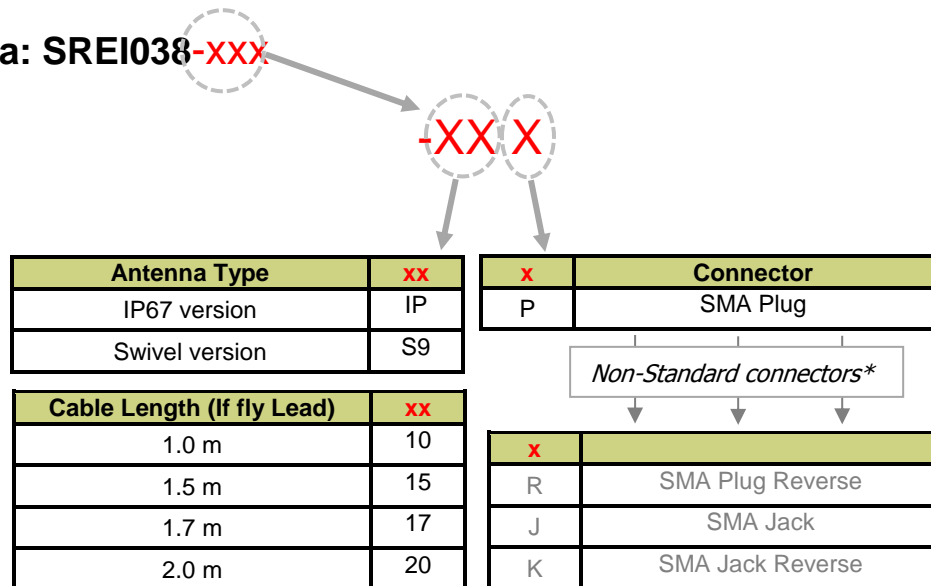 a: SREI038-xxx
-XX X
Antenna Type xx
IP67 version IP
Swivel version S9
x Connector
P SMA Plug
Non-Standard connectors*
Cable Length (If fly Lead) xx
1.0 m 10
1.5 m 15
1.7 m 17
2.0 m 20
x
R SMA Plug Reverse
J SMA Jack
K SMA Jack Reverse